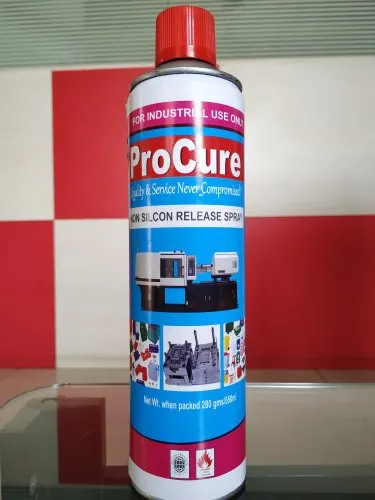 FOR INDUSTRIAL USE ONLY
ProCure
Quality & Service Never Compromised
NON SILCON RELEASE SPRAY
Net Wt. when packed 280 gms/550ml